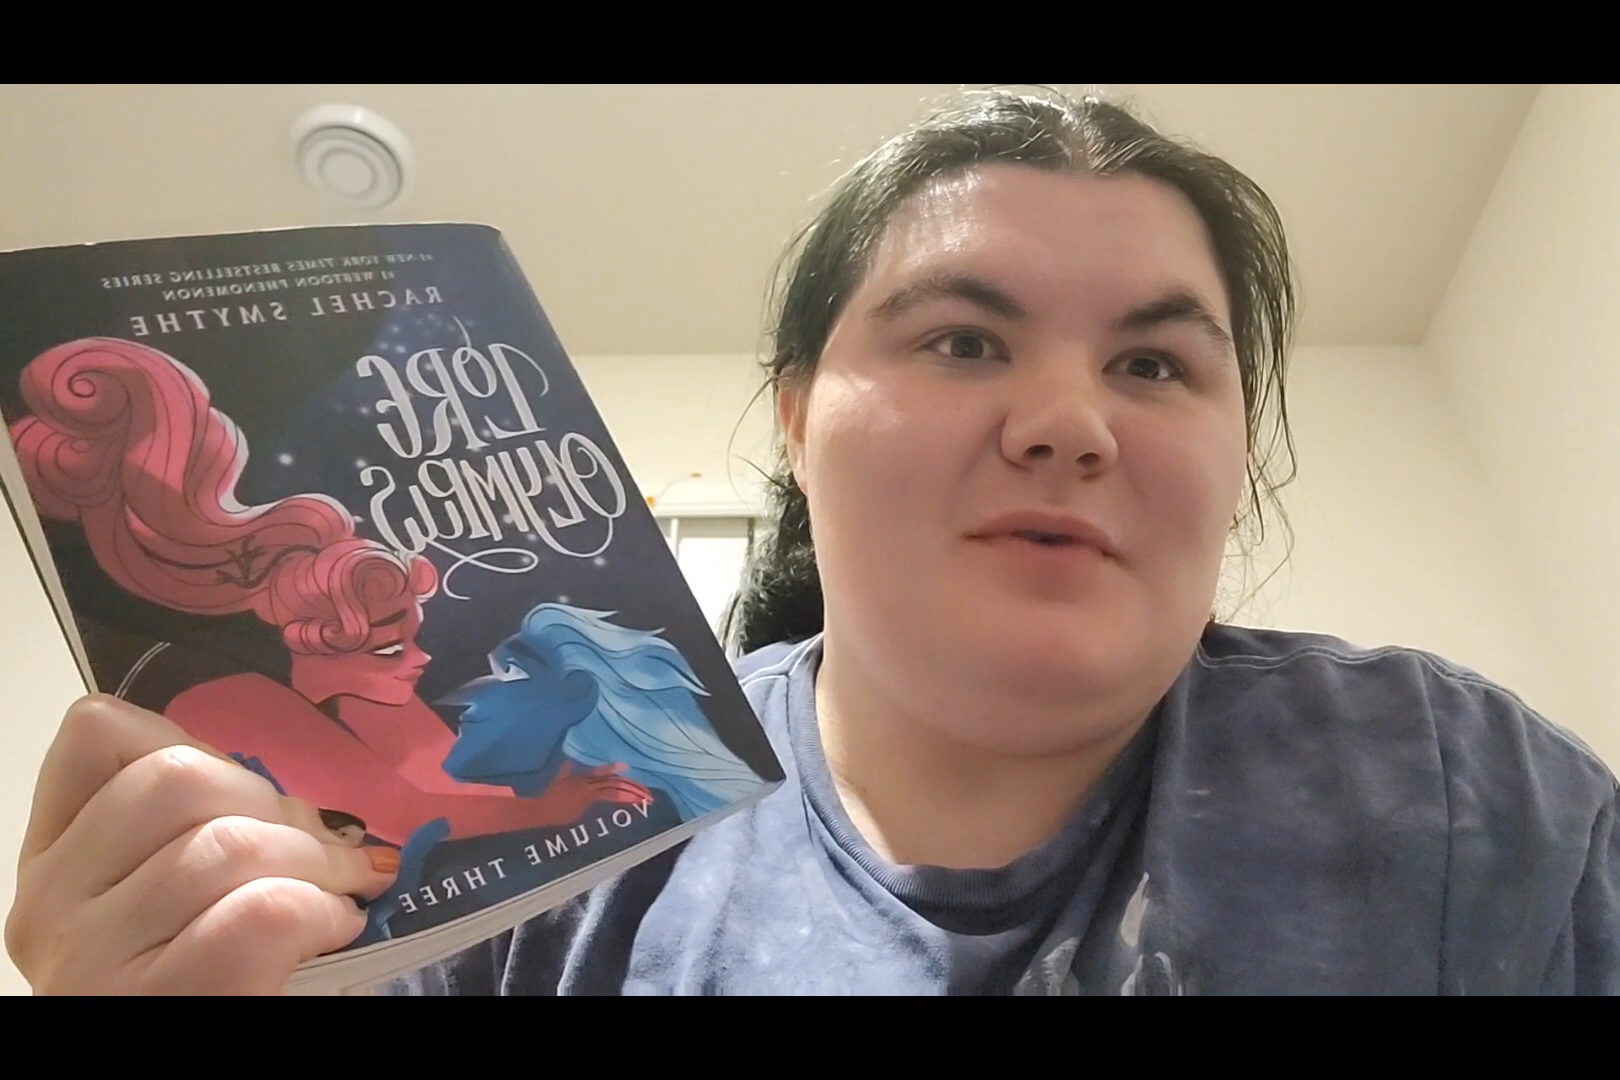 #1 NEW YORK TIMES BESTSELLING SERIES
#1 WEBTOON PHENOMENON
RACHEL SMYTHE
LORE
OLYMPUS
VOLUME THREE